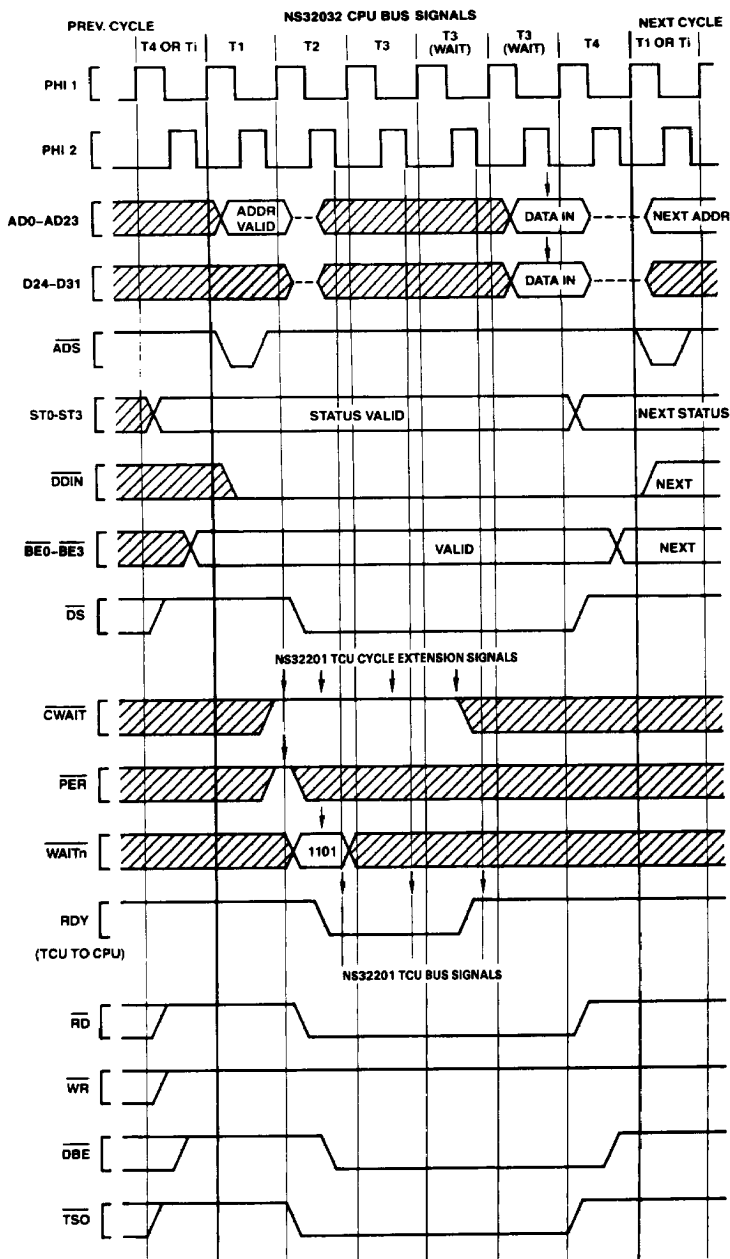 NS32032 CPU BUS SIGNALS
PREV. CYCLE
NEXT CYCLE
T4 OR Ti
T1
T2
T3
T3
(WAIT)
T3
(WAIT)
T4
T1 OR Ti
PHI 1
PHI 2
AD0–AD23
ADDR
VALID
DATA IN
NEXT ADDR
D24–D31
DATA IN
ADS
ST0-ST3
STATUS VALID
NEXT STATUS
DDIN
NEXT
BE0–BE3
VALID
NEXT
DS
NS32201 TCU CYCLE EXTENSION SIGNALS
CWAIT
PER
WAITn
1101
RDY
(TCU TO CPU)
NS32201 TCU BUS SIGNALS
RD
WR
DBE
TSO